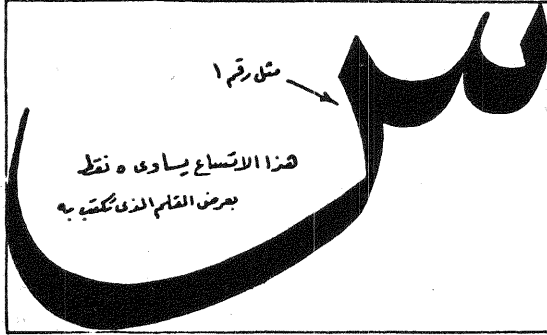 س
مثل رقم ١
هذا الاتساع يساوى ٥ نقط
بعرض القلم الذى تكتب به